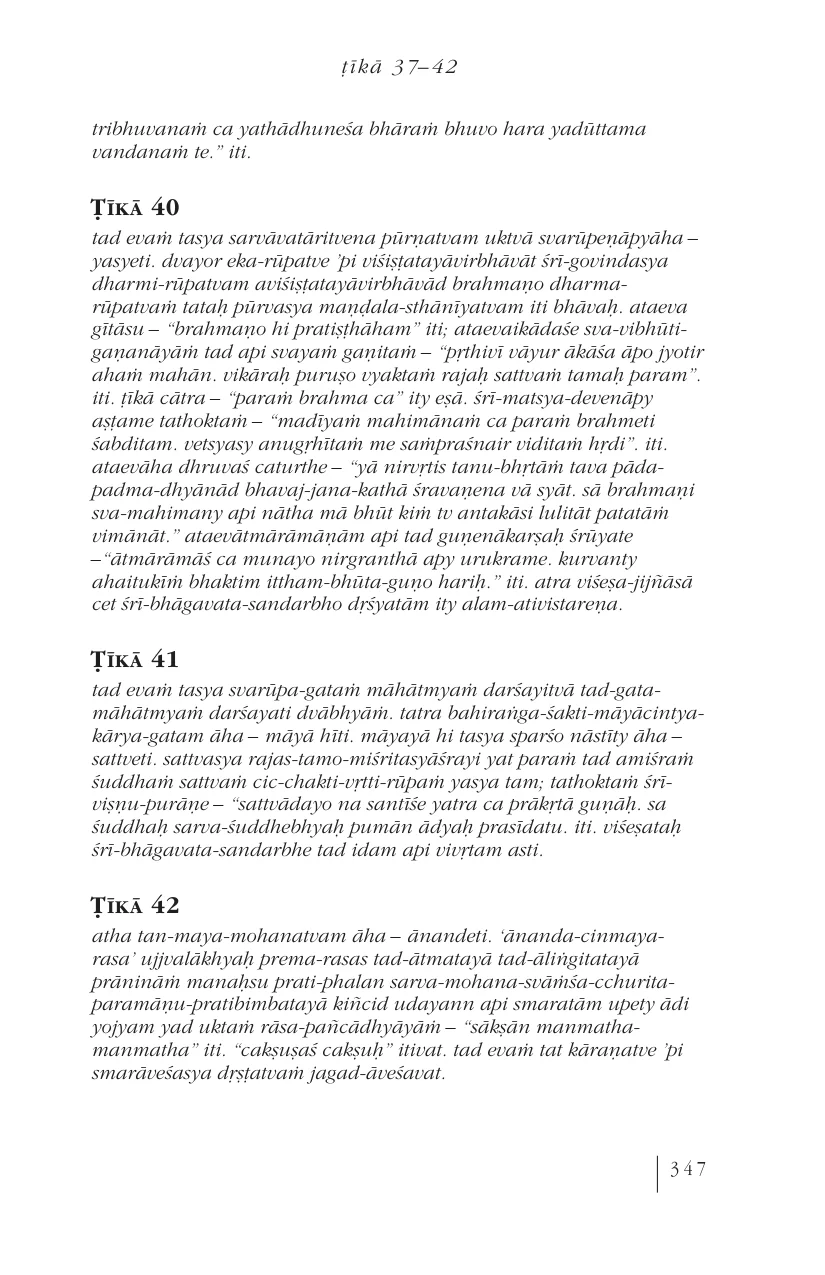 ṭīkā 37–42
tribhuvanaṁ ca yathādhuneśa bhāraṁ bhuvo hara yadūttama
vandanaṁ te.” iti.
Ṭīkā 40
tad evaṁ tasya sarvāvatāritvena pūrṇatvam uktvā svarūpeṇāpyāha –
yasyeti. dvayor eka-rūpatve ’pi viśiṣṭatayāvirbhāvāt śrī-govindasya
dharmi-rūpatvam aviśiṣṭatayāvirbhāvād brahmaṇo dharma-
rūpatvaṁ tataḥ pūrvasya maṇḍala-sthānīyatvam iti bhāvaḥ. ataeva
gītāsu – “brahmaṇo hi pratiṣṭhāham” iti; ataevaikādaśe sva-vibhūti-
gaṇanāyāṁ tad api svayaṁ gaṇitaṁ – “pṛthivī vāyur ākāśa āpo jyotir
ahaṁ mahān. vikāraḥ puruṣo vyaktaṁ rajaḥ sattvaṁ tamaḥ param”.
iti. ṭīkā cātra – “paraṁ brahma ca” ity eṣā. śrī-matsya-devenāpy
aṣṭame tathoktaṁ – “madīyaṁ mahimānaṁ ca paraṁ brahmeti
śabditam. vetsyasy anugṛhītaṁ me saṁpraśnair viditaṁ hṛdi”. iti.
ataevāha dhruvaś caturthe – “yā nirvṛtis tanu-bhṛtāṁ tava pāda-
padma-dhyānād bhavaj-jana-kathā śravaṇena vā syāt. sā brahmaṇi
sva-mahimany api nātha mā bhūt kiṁ tv antakāsi lulitāt patatāṁ
vimānāt.” ataevātmārāmāṇām api tad guṇenākarṣaḥ śrūyate
–“ātmārāmāś ca munayo nirgranthā apy urukrame. kurvanty
ahaitukīṁ bhaktim ittham-bhūta-guṇo hariḥ.” iti. atra viśeṣa-jijñāsā
cet śrī-bhāgavata-sandarbho dṛśyatām ity alam-ativistareṇa.
Ṭīkā 41
tad evaṁ tasya svarūpa-gataṁ māhātmyaṁ darśayitvā tad-gata-
māhātmyaṁ darśayati dvābhyāṁ. tatra bahiraṅga-śakti-māyācintya-
kārya-gatam āha – māyā hīti. māyayā hi tasya sparśo nāstīty āha –
sattveti. sattvasya rajas-tamo-miśritasyāśrayi yat paraṁ tad amiśraṁ
śuddhaṁ sattvaṁ cic-chakti-vṛtti-rūpaṁ yasya tam; tathoktaṁ śrī-
viṣṇu-purāṇe – “sattvādayo na santīśe yatra ca prākṛtā guṇāḥ. sa
śuddhaḥ sarva-śuddhebhyaḥ pumān ādyaḥ prasīdatu. iti. viśeṣataḥ
śrī-bhāgavata-sandarbhe tad idam api vivṛtam asti.
Ṭīkā 42
atha tan-maya-mohanatvam āha – ānandeti. ‘ānanda-cinmaya-
rasa’ ujjvalākhyaḥ prema-rasas tad-ātmatayā tad-āliṅgitatayā
prāṇināṁ manaḥsu prati-phalan sarva-mohana-svāṁśa-cchurita-
paramāṇu-pratibimbatayā kiñcid udayann api smaratām upety ādi
yojyam yad uktaṁ rāsa-pañcādhyāyāṁ – “sākṣān manmatha-
manmatha” iti. “cakṣuṣaś cakṣuḥ” itivat. tad evaṁ tat kāraṇatve ’pi
smarāveśasya dṛṣṭatvaṁ jagad-āveśavat.
347